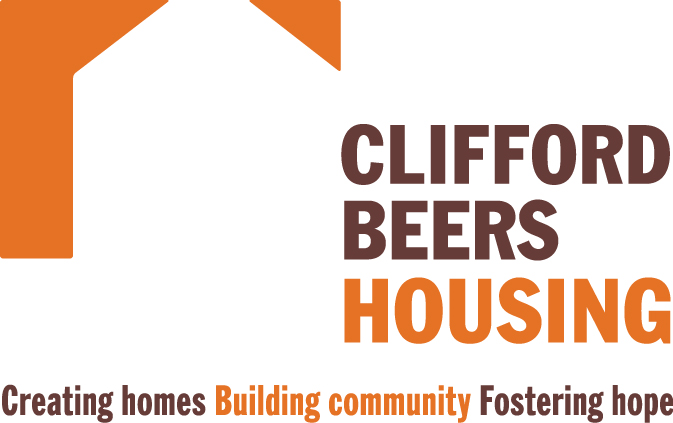 CLIFFORD
BEERS
HOUSING
Creating homes Building community Fostering hope